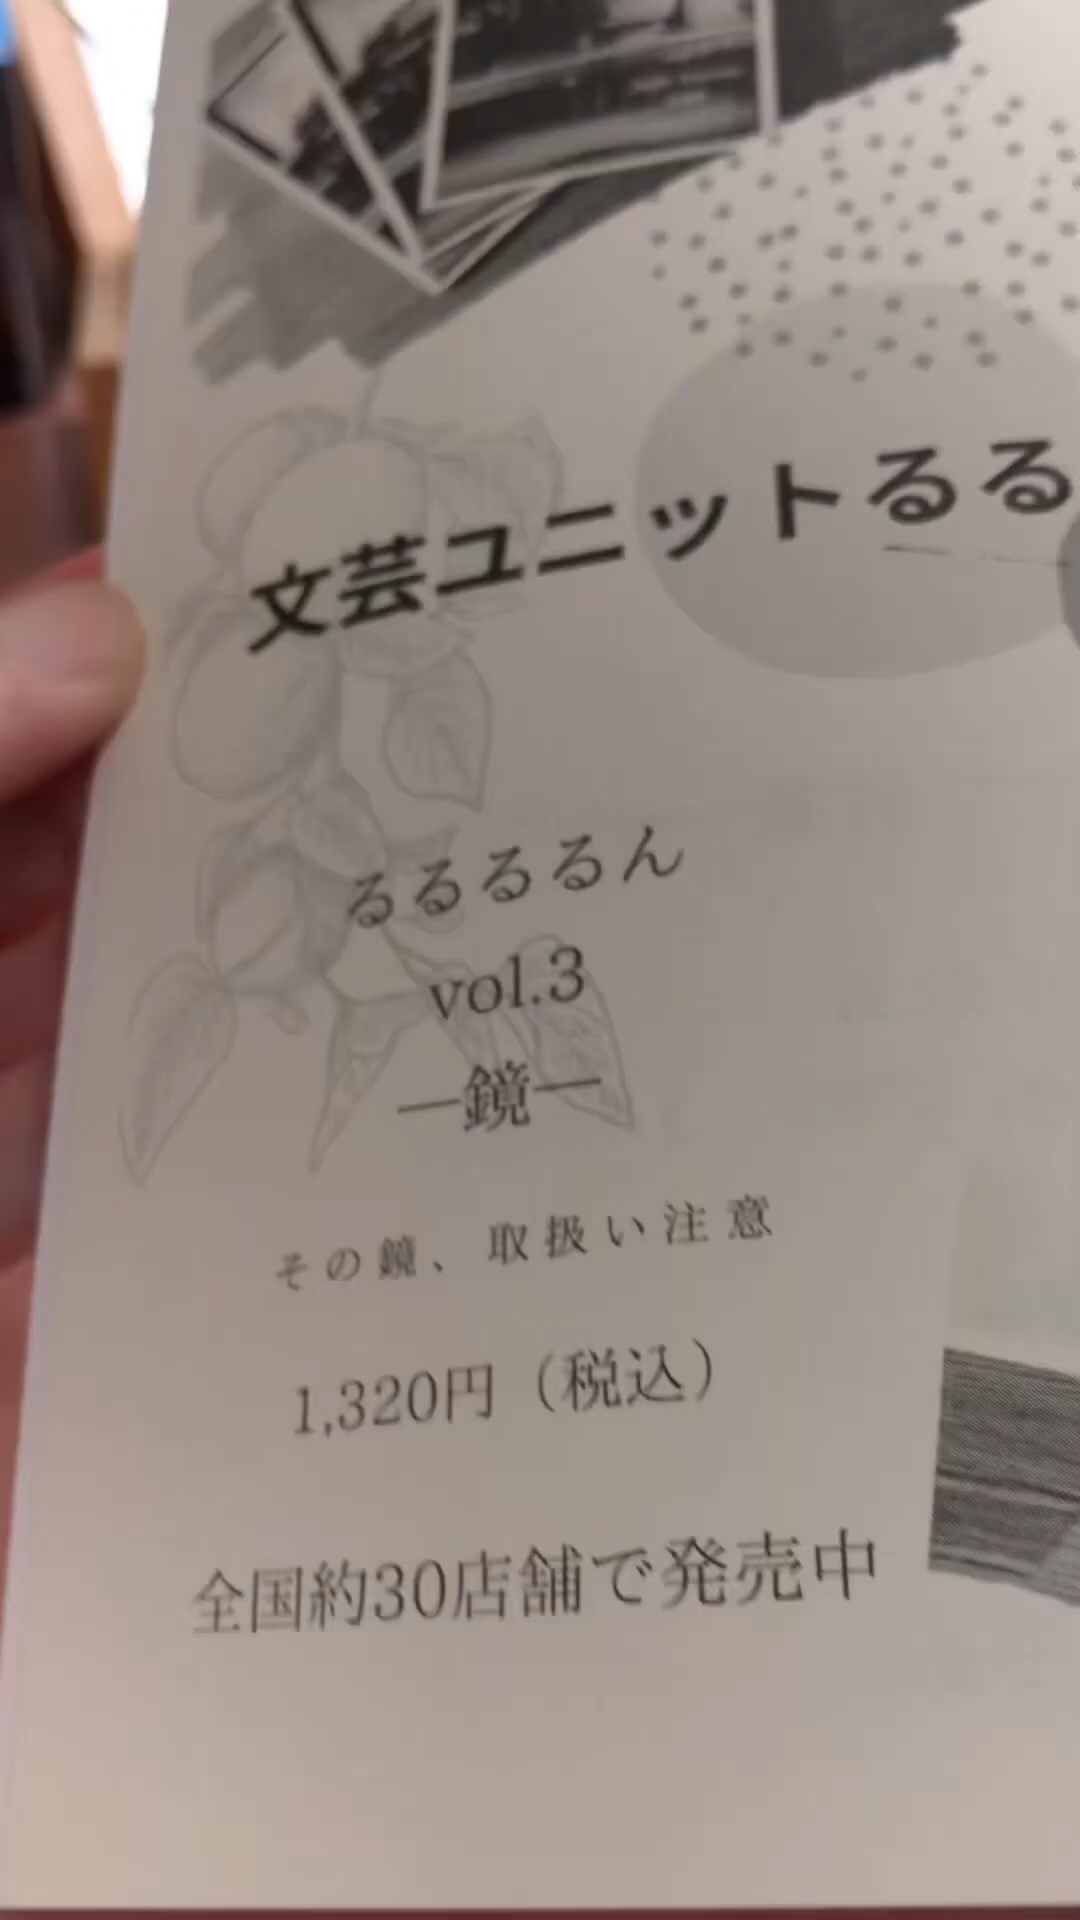 文芸ユニットるる
るるるるん
vol.3
―鏡―
その鏡、取扱い注意
1,320円（税込）
全国約30店舗で発売中